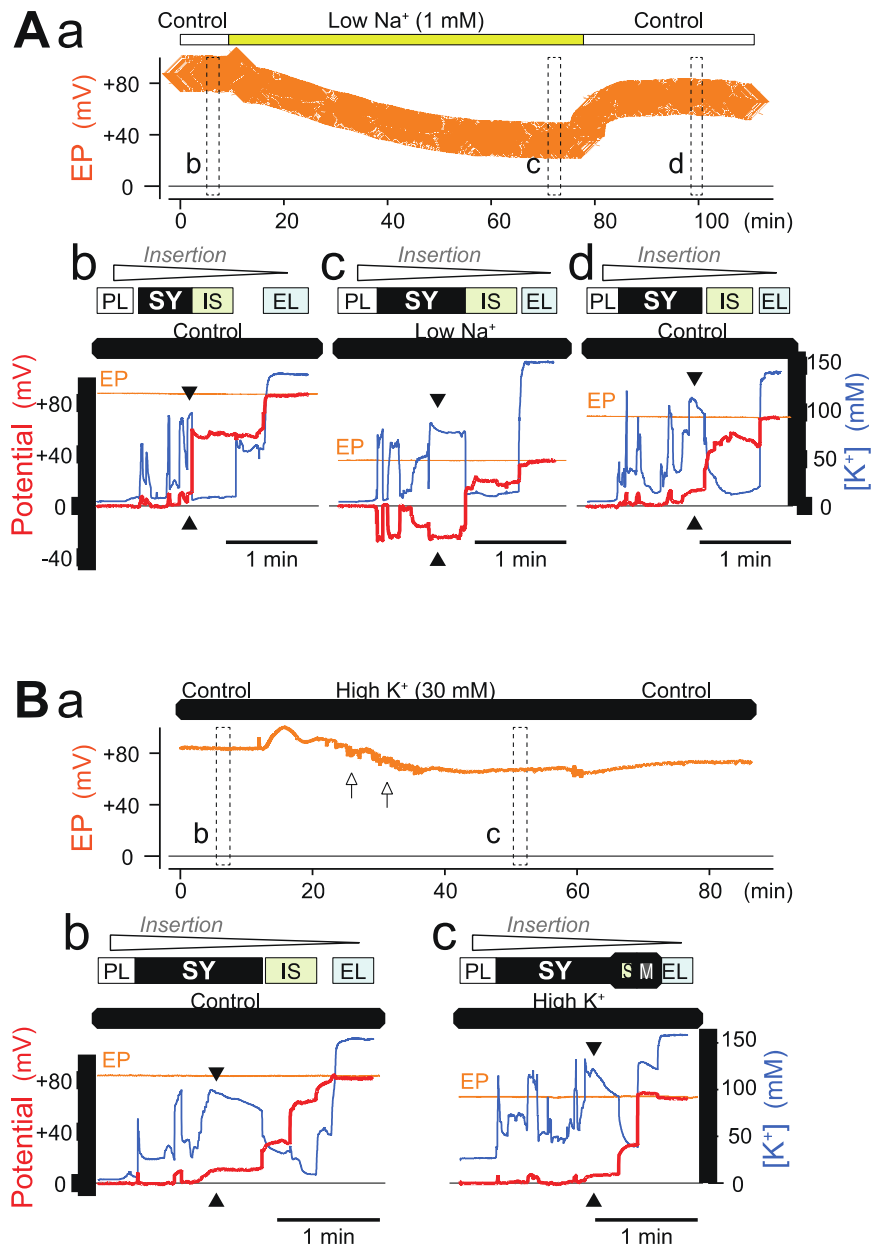 A a
Control Low Na⁺ (1 mM) Control
EP (mV)
+80
+40
0
b c d
0 20 40 60 80 100 (min)
b c d
Insertion Insertion Insertion
PL SY IS EL PL SY IS EL PL SY IS EL
Control Low Na⁺ Control
Potential (mV)
+80
+40
0
-40
EP EP EP
150
100
50
0
[K⁺] (mM)
1 min 1 min 1 min
B a
Control High K⁺ (30 mM) Control
EP (mV)
+80
+40
0
b c
0 20 40 60 80 (min)
b c
Insertion Insertion
PL SY IS EL PL SY S M EL
Control High K⁺
Potential (mV)
+80
+40
0
EP EP
150
100
50
0
[K⁺] (mM)
1 min 1 min